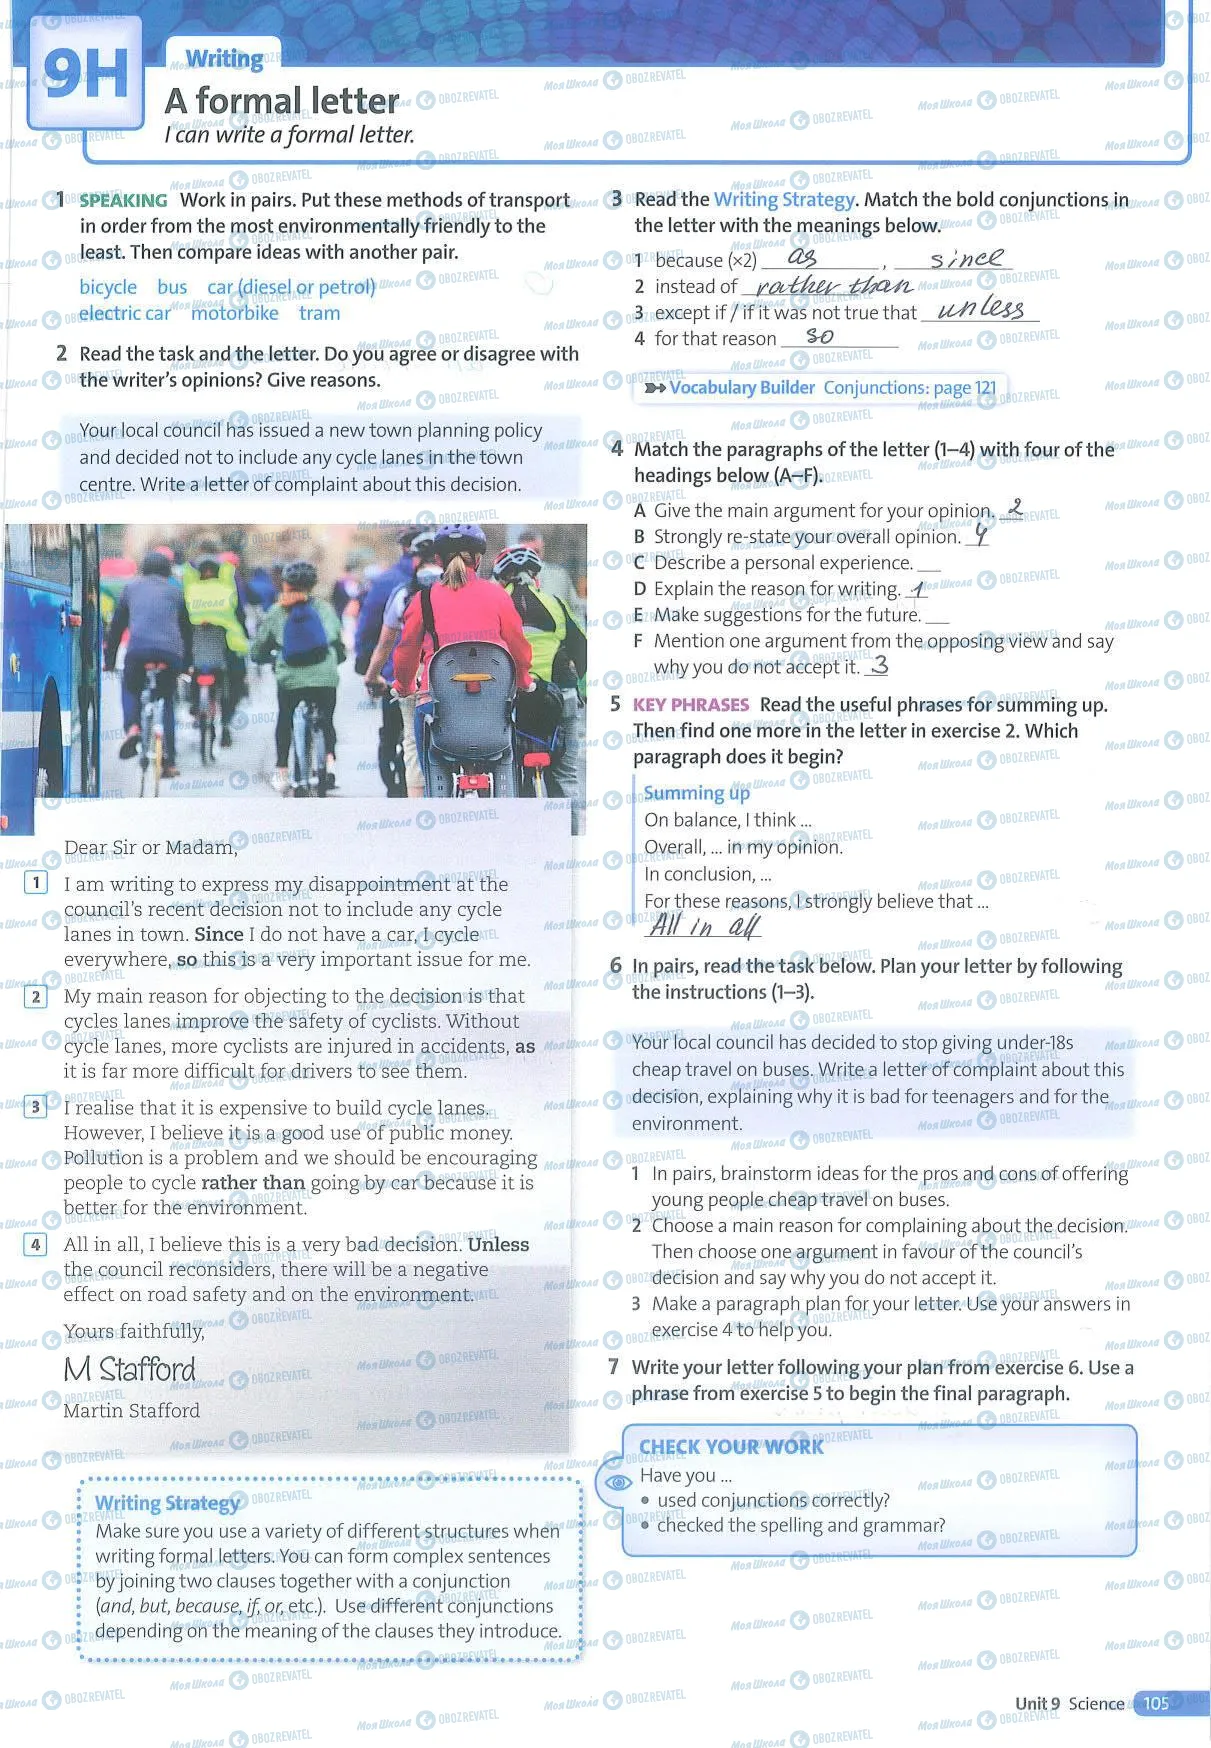 9H
Writing
A formal letter
I can write a formal letter.
1 SPEAKING Work in pairs. Put these methods of transport
in order from the most environmentally friendly to the
least. Then compare ideas with another pair.
bicycle bus car (diesel or petrol)
electric car motorbike tram
2 Read the task and the letter. Do you agree or disagree with
the writer's opinions? Give reasons.
Your local council has issued a new town planning policy
and decided not to include any cycle lanes in the town
centre. Write a letter of complaint about this decision.
Dear Sir or Madam,
1 I am writing to express my disappointment at the
council's recent decision not to include any cycle
lanes in town. Since I do not have a car, I cycle
everywhere, so this is a very important issue for me.
2 My main reason for objecting to the decision is that
cycles lanes improve the safety of cyclists. Without
cycle lanes, more cyclists are injured in accidents, as
it is far more difficult for drivers to see them.
3 I realise that it is expensive to build cycle lanes.
However, I believe it is a good use of public money.
Pollution is a problem and we should be encouraging
people to cycle rather than going by car because it is
better for the environment.
4 All in all, I believe this is a very bad decision. Unless
the council reconsiders, there will be a negative
effect on road safety and on the environment.
Yours faithfully,
M Stafford
Martin Stafford
Writing Strategy
Make sure you use a variety of different structures when
writing formal letters. You can form complex sentences
by joining two clauses together with a conjunction
(and, but, because, if, or, etc.). Use different conjunctions
depending on the meaning of the clauses they introduce.
3 Read the Writing Strategy. Match the bold conjunctions in
the letter with the meanings below.
1 because (×2) as , since
2 instead of rather than
3 except if / if it was not true that unless
4 for that reason so
Vocabulary Builder Conjunctions: page 121
4 Match the paragraphs of the letter (1–4) with four of the
headings below (A–F).
A Give the main argument for your opinion. 2
B Strongly re-state your overall opinion. 4
C Describe a personal experience. __
D Explain the reason for writing. 1
E Make suggestions for the future. __
F Mention one argument from the opposing view and say
why you do not accept it. 3
5 KEY PHRASES Read the useful phrases for summing up.
Then find one more in the letter in exercise 2. Which
paragraph does it begin?
Summing up
On balance, I think ...
Overall, ... in my opinion.
In conclusion, ...
For these reasons, I strongly believe that ...
All in all
6 In pairs, read the task below. Plan your letter by following
the instructions (1–3).
Your local council has decided to stop giving under-18s
cheap travel on buses. Write a letter of complaint about this
decision, explaining why it is bad for teenagers and for the
environment.
1 In pairs, brainstorm ideas for the pros and cons of offering
young people cheap travel on buses.
2 Choose a main reason for complaining about the decision.
Then choose one argument in favour of the council's
decision and say why you do not accept it.
3 Make a paragraph plan for your letter. Use your answers in
exercise 4 to help you.
7 Write your letter following your plan from exercise 6. Use a
phrase from exercise 5 to begin the final paragraph.
CHECK YOUR WORK
Have you ...
• used conjunctions correctly?
• checked the spelling and grammar?
Unit 9 Science 105
Моя Школа OBOZREVATEL